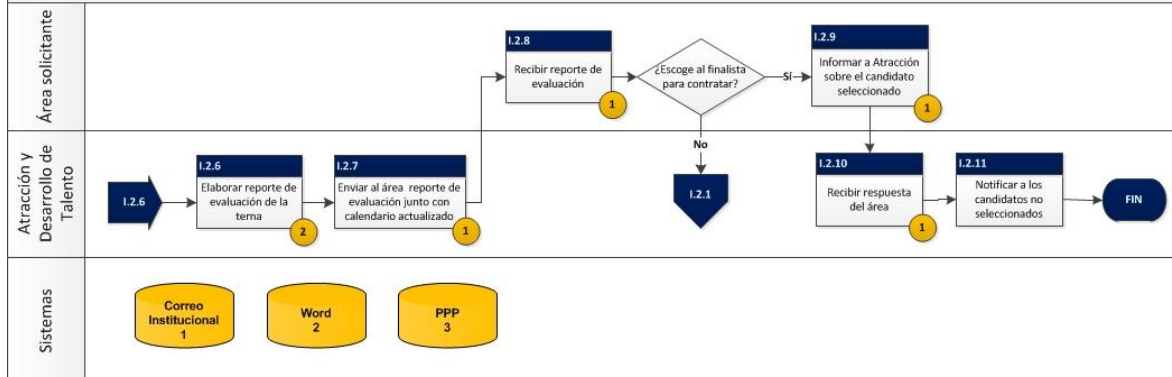 Área solicitante
I.2.8
Recibir reporte de
evaluación
1
¿Escoge al finalista
para contratar?
Sí
No
I.2.9
Informar a Atracción
sobre el candidato
seleccionado
1
Atracción y
Desarrollo de
Talento
I.2.6
I.2.6
Elaborar reporte de
evaluación de la
terna
2
I.2.7
Enviar al área reporte de
evaluación junto con
calendario actualizado
1
I.2.1
I.2.10
Recibir respuesta
del área
1
I.2.11
Notificar a los
candidatos no
seleccionados
FIN
Sistemas
Correo
Institucional
1
Word
2
PPP
3